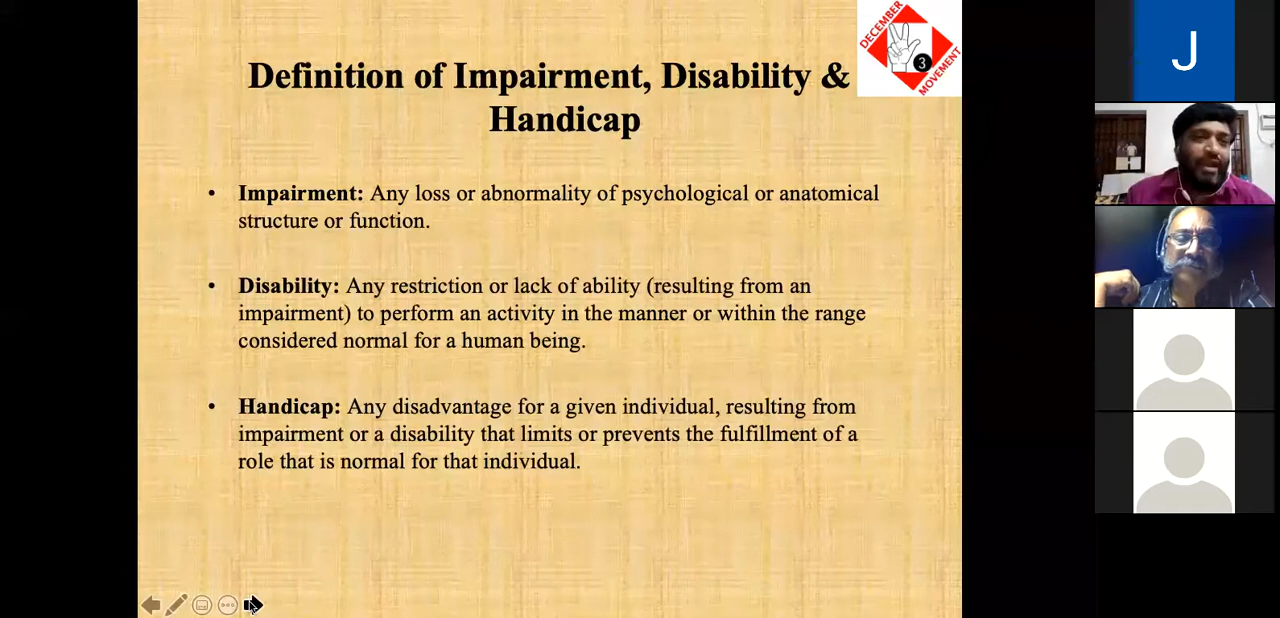 DECEMBER
3
MOVEMENT
Definition of Impairment, Disability &
Handicap
• Impairment: Any loss or abnormality of psychological or anatomical
structure or function.
• Disability: Any restriction or lack of ability (resulting from an
impairment) to perform an activity in the manner or within the range
considered normal for a human being.
• Handicap: Any disadvantage for a given individual, resulting from
impairment or a disability that limits or prevents the fulfillment of a
role that is normal for that individual.
J